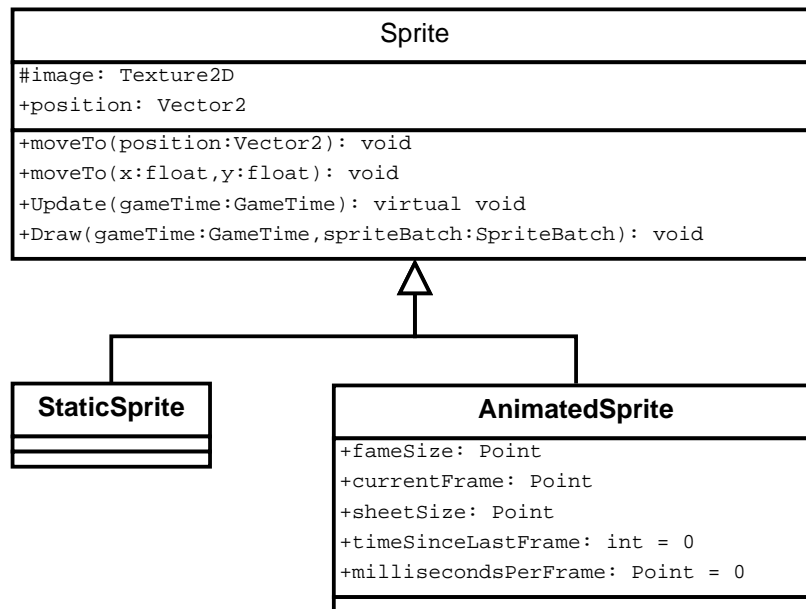 Sprite
#image: Texture2D
+position: Vector2
+moveTo(position:Vector2): void
+moveTo(x:float,y:float): void
+Update(gameTime:GameTime): virtual void
+Draw(gameTime:GameTime,spriteBatch:SpriteBatch): void
StaticSprite
AnimatedSprite
+fameSize: Point
+currentFrame: Point
+sheetSize: Point
+timeSinceLastFrame: int = 0
+millisecondsPerFrame: Point = 0